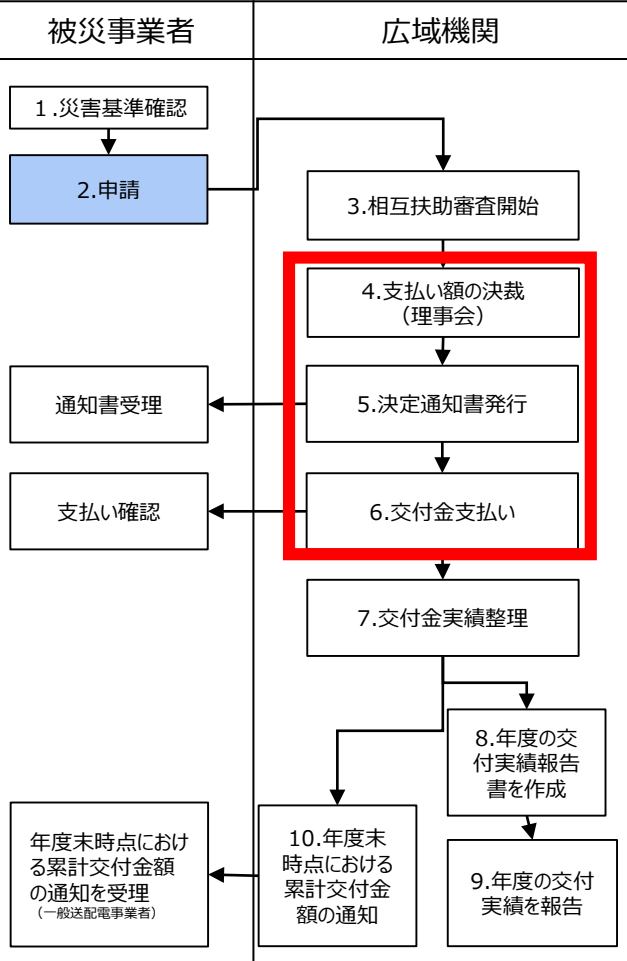 被災事業者
広域機関
1.災害基準確認
2.申請
3.相互扶助審査開始
4.支払い額の決裁
（理事会）
通知書受理
5.決定通知書発行
支払い確認
6.交付金支払い
7.交付金実績整理
8.年度の交
付実績報告
書を作成
年度末時点におけ
る累計交付金額
の通知を受理
（一般送配電事業者）
10.年度末
時点における
累計交付金
額の通知
9.年度の交付
実績を報告